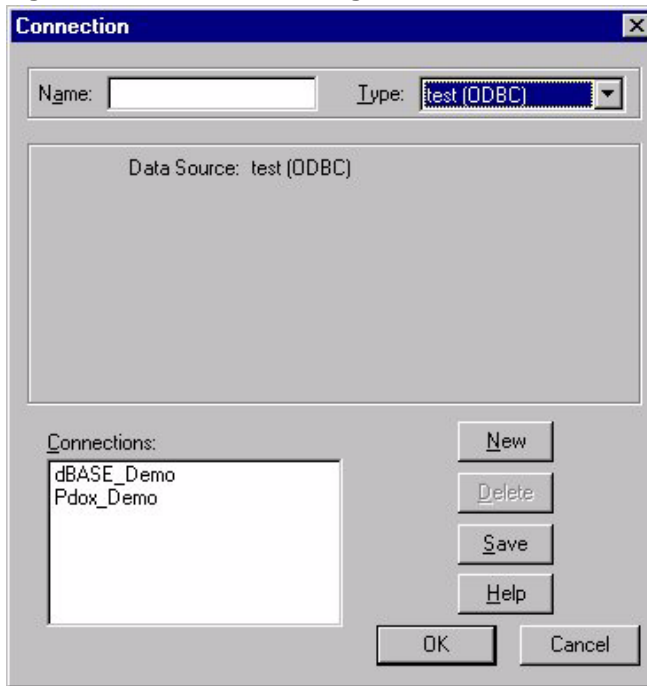 Connection
Name:
Type: test (ODBC)
Data Source: test (ODBC)
Connections:
dBASE_Demo
Pdox_Demo
New
Delete
Save
Help
OK
Cancel